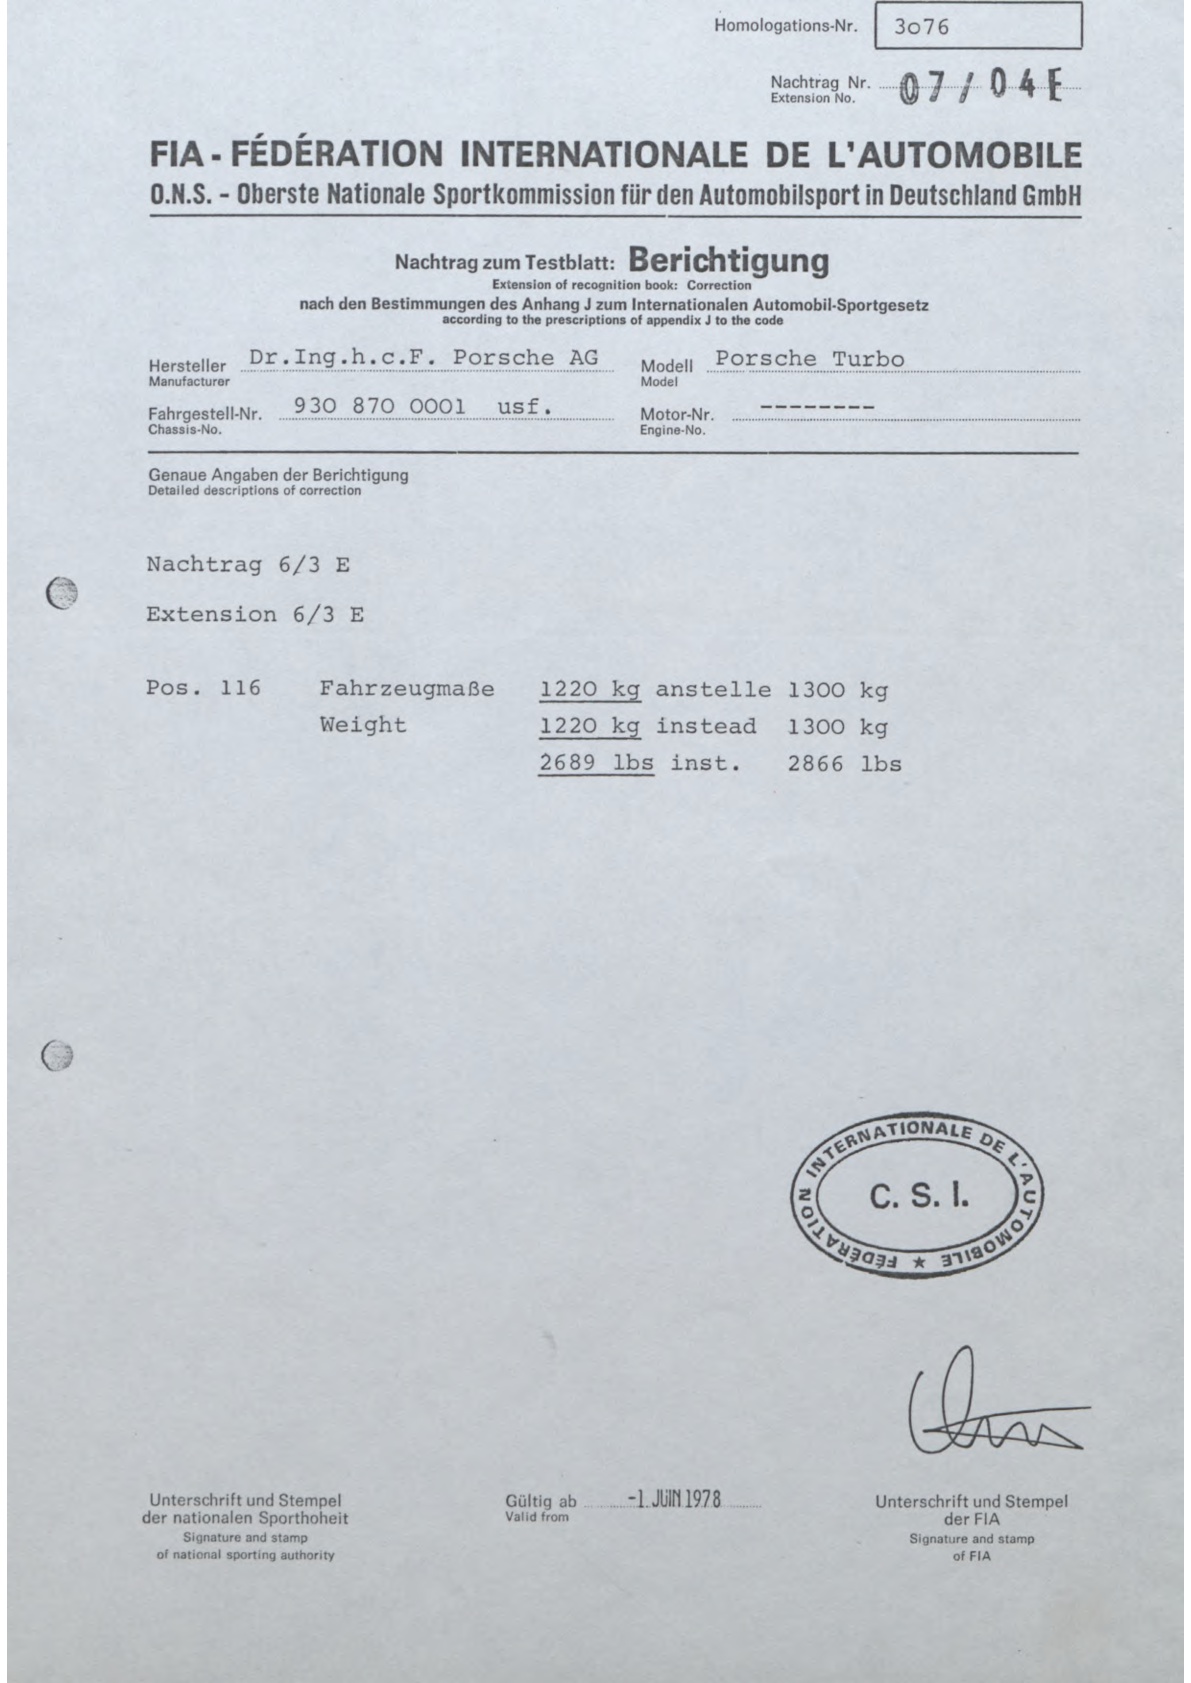 Homologations-Nr. 3o76
Nachtrag Nr. 07/04E
Extension No.
FIA - FÉDÉRATION INTERNATIONALE DE L'AUTOMOBILE
O.N.S. - Oberste Nationale Sportkommission für den Automobilsport in Deutschland GmbH
Nachtrag zum Testblatt: Berichtigung
Extension of recognition book: Correction
nach den Bestimmungen des Anhang J zum Internationalen Automobil-Sportgesetz
according to the prescriptions of appendix J to the code
Hersteller Dr.Ing.h.c.F. Porsche AG Modell Porsche Turbo
Manufacturer Model
Fahrgestell-Nr. 930 870 0001 usf. Motor-Nr. --------
Chassis-No. Engine-No.
Genaue Angaben der Berichtigung
Detailed descriptions of correction
Nachtrag 6/3 E
Extension 6/3 E
Pos. 116 Fahrzeugmaße 1220 kg anstelle 1300 kg
Weight 1220 kg instead 1300 kg
2689 lbs inst. 2866 lbs
FÉDÉRATION INTERNATIONALE DE L'AUTOMOBILE ★
C. S. I.
Unterschrift und Stempel Gültig ab -1. JUIN 1978 Unterschrift und Stempel
der nationalen Sporthoheit Valid from der FIA
Signature and stamp Signature and stamp
of national sporting authority of FIA